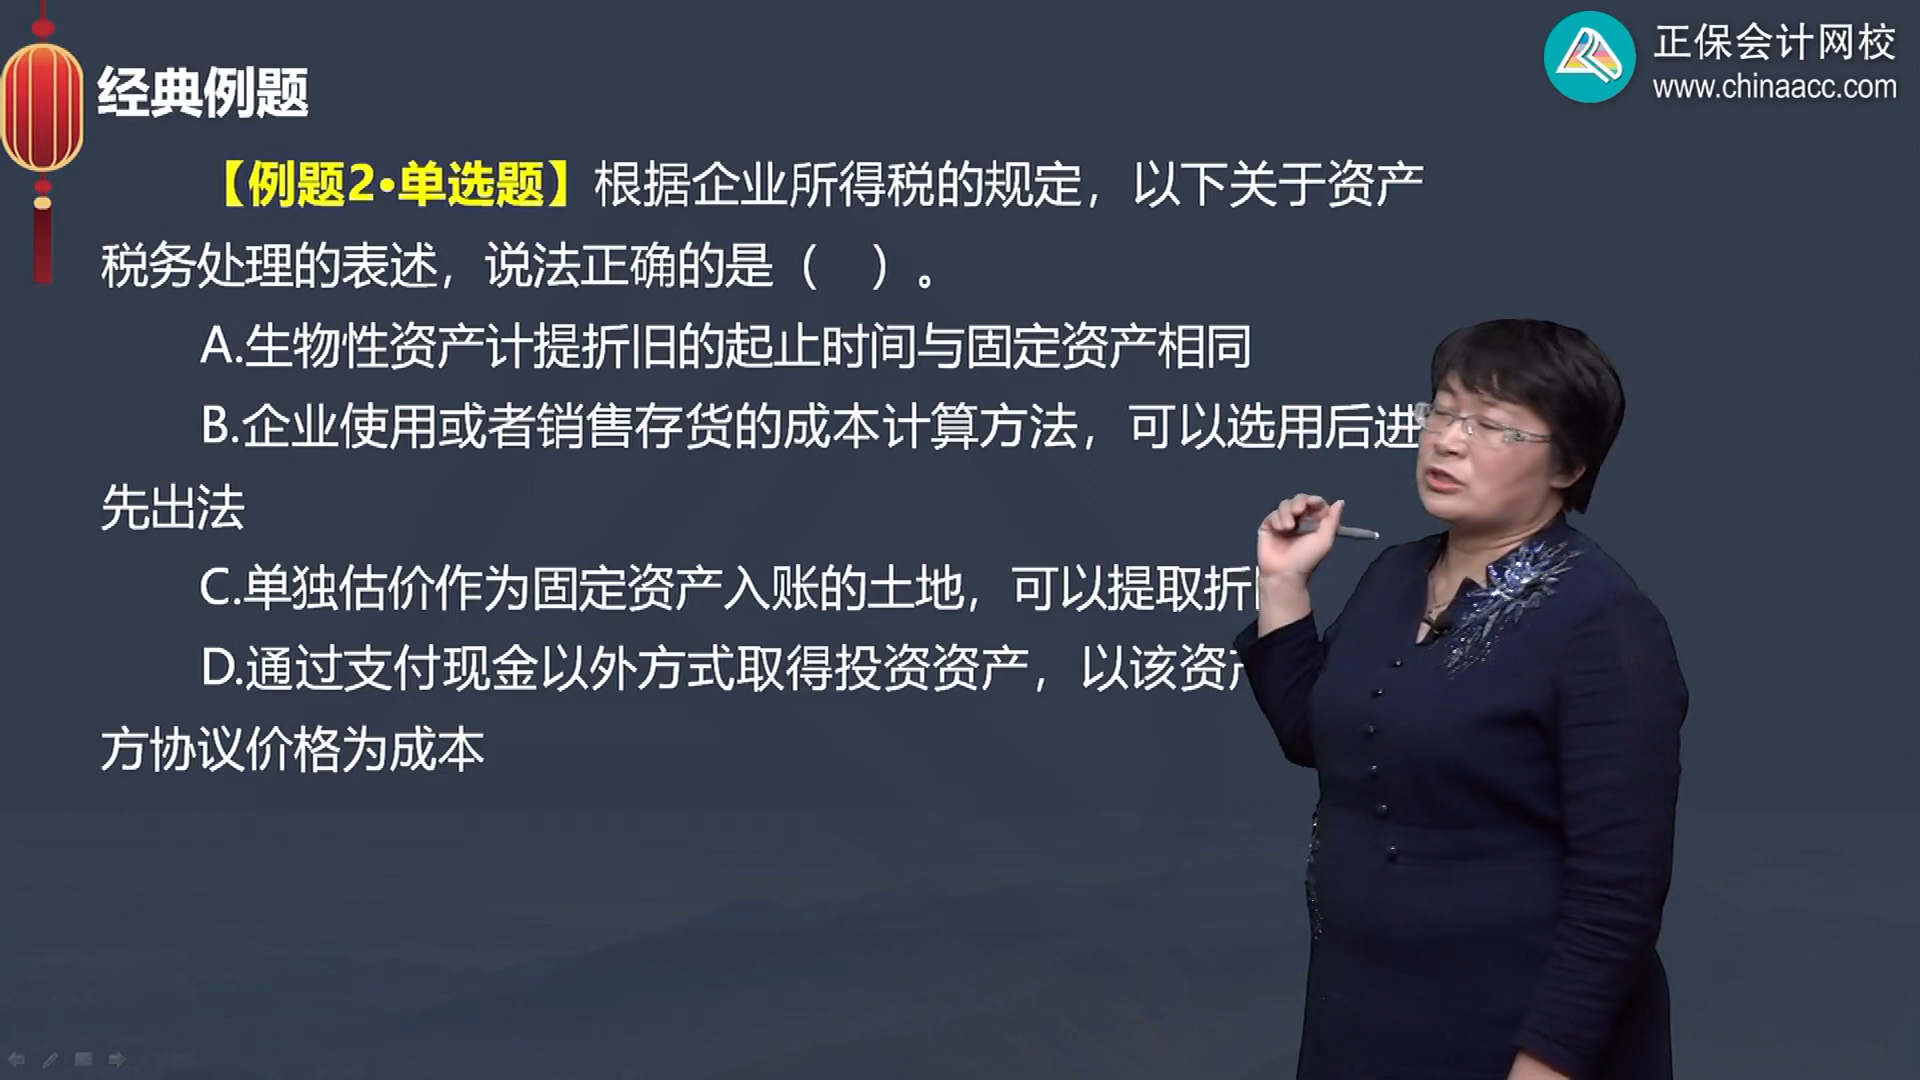 正保会计网校
www.chinaacc.com
经典例题
【例题2•单选题】根据企业所得税的规定，以下关于资产
税务处理的表述，说法正确的是（ ）。
A.生物性资产计提折旧的起止时间与固定资产相同
B.企业使用或者销售存货的成本计算方法，可以选用后进
先出法
C.单独估价作为固定资产入账的土地，可以提取折
D.通过支付现金以外方式取得投资资产，以该资产
方协议价格为成本